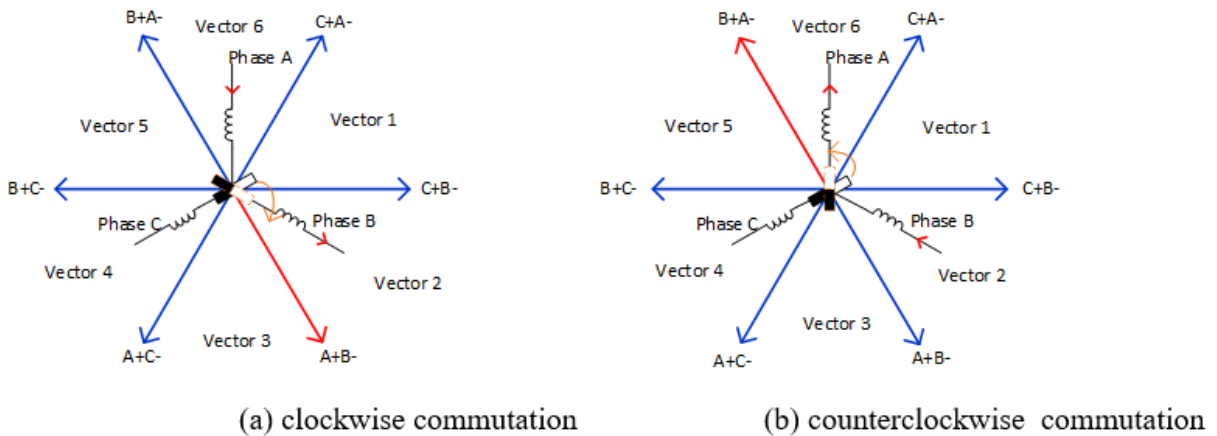 B+A-
Vector 6
C+A-
Phase A
Vector 5
Vector 1
B+C-
C+B-
Phase C
Phase B
Vector 4
Vector 2
A+C-
Vector 3
A+B-
(a) clockwise commutation
B+A-
Vector 6
C+A-
Phase A
Vector 5
Vector 1
B+C-
C+B-
Phase C
Phase B
Vector 4
Vector 2
A+C-
Vector 3
A+B-
(b) counterclockwise commutation